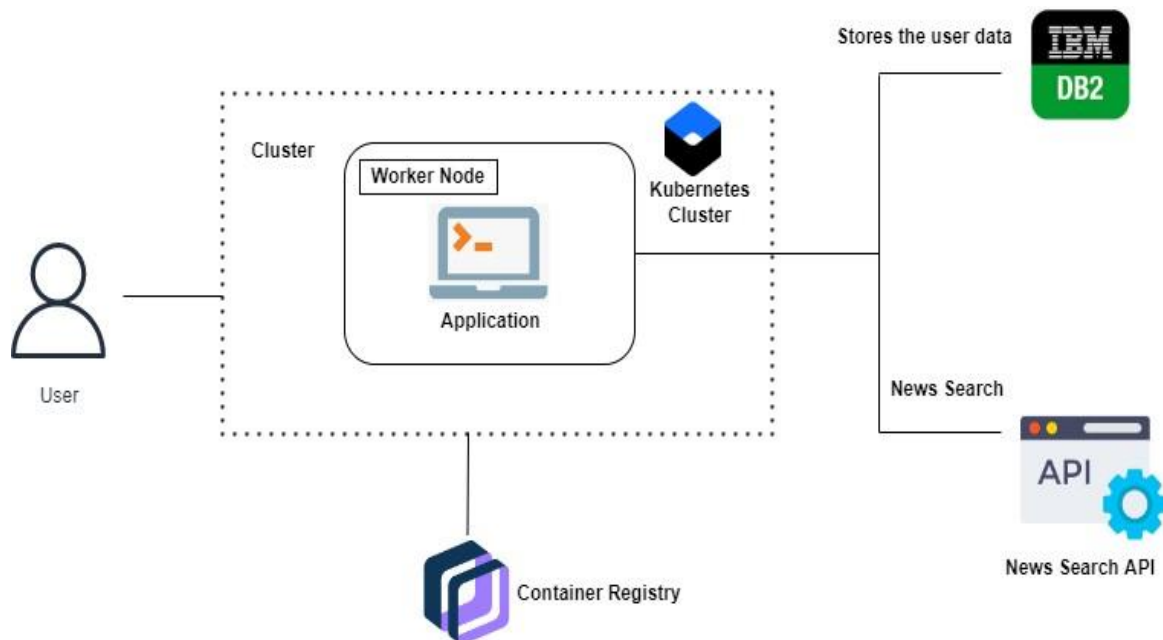 Stores the user data
IBM
DB2
Cluster
Worker Node
Kubernetes
Cluster
Application
User
News Search
API
News Search API
Container Registry